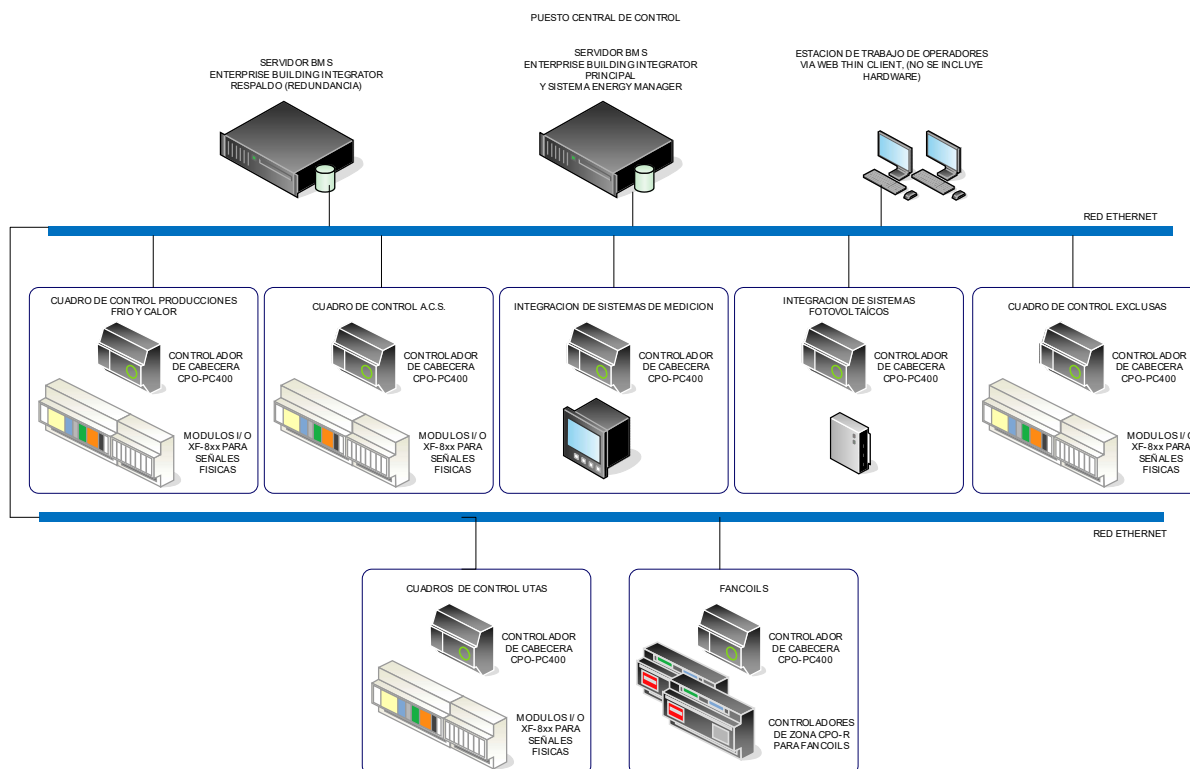 PUESTO CENTRAL DE CONTROL
SERVIDOR BMS
ENTERPRISE BUILDING INTEGRATOR
RESPALDO (REDUNDANCIA)
SERVIDOR BMS
ENTERPRISE BUILDING INTEGRATOR
PRINCIPAL
Y SISTEMA ENERGY MANAGER
ESTACION DE TRABAJO DE OPERADORES
VIA WEB THIN CLIENT, (NO SE INCLUYE
HARDWARE)
RED ETHERNET
CUADRO DE CONTROL PRODUCCIONES
FRIO Y CALOR
CONTROLADOR
DE CABECERA
CPO-PC400
MODULOS I/O
XF-8xx PARA
SEÑALES
FISICAS
CUADRO DE CONTROL A.C.S.
CONTROLADOR
DE CABECERA
CPO-PC400
MODULOS I/O
XF-8xx PARA
SEÑALES
FISICAS
INTEGRACION DE SISTEMAS DE MEDICION
CONTROLADOR
DE CABECERA
CPO-PC400
INTEGRACION DE SISTEMAS
FOTOVOLTAÍCOS
CONTROLADOR
DE CABECERA
CPO-PC400
CUADRO DE CONTROL EXCLUSAS
CONTROLADOR
DE CABECERA
CPO-PC400
MODULOS I/O
XF-8xx PARA
SEÑALES
FISICAS
RED ETHERNET
CUADROS DE CONTROL UTAS
CONTROLADOR
DE CABECERA
CPO-PC400
MODULOS I/O
XF-8xx PARA
SEÑALES
FISICAS
FANCOILS
CONTROLADOR
DE CABECERA
CPO-PC400
CONTROLADORES
DE ZONA CPO-R
PARA FANCOILS